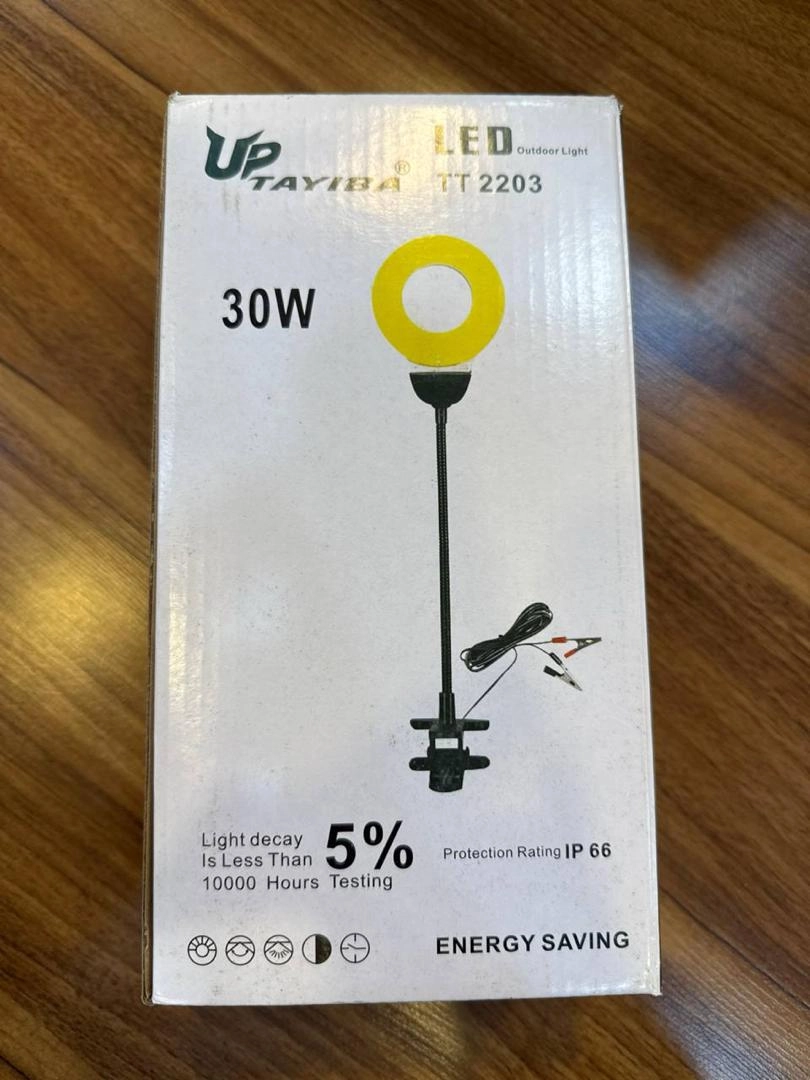 UP
TAYIBA®
LED Outdoor Light
TT 2203
30W
Light decay
Is Less Than 5%
10000 Hours Testing
Protection Rating IP 66
ENERGY SAVING